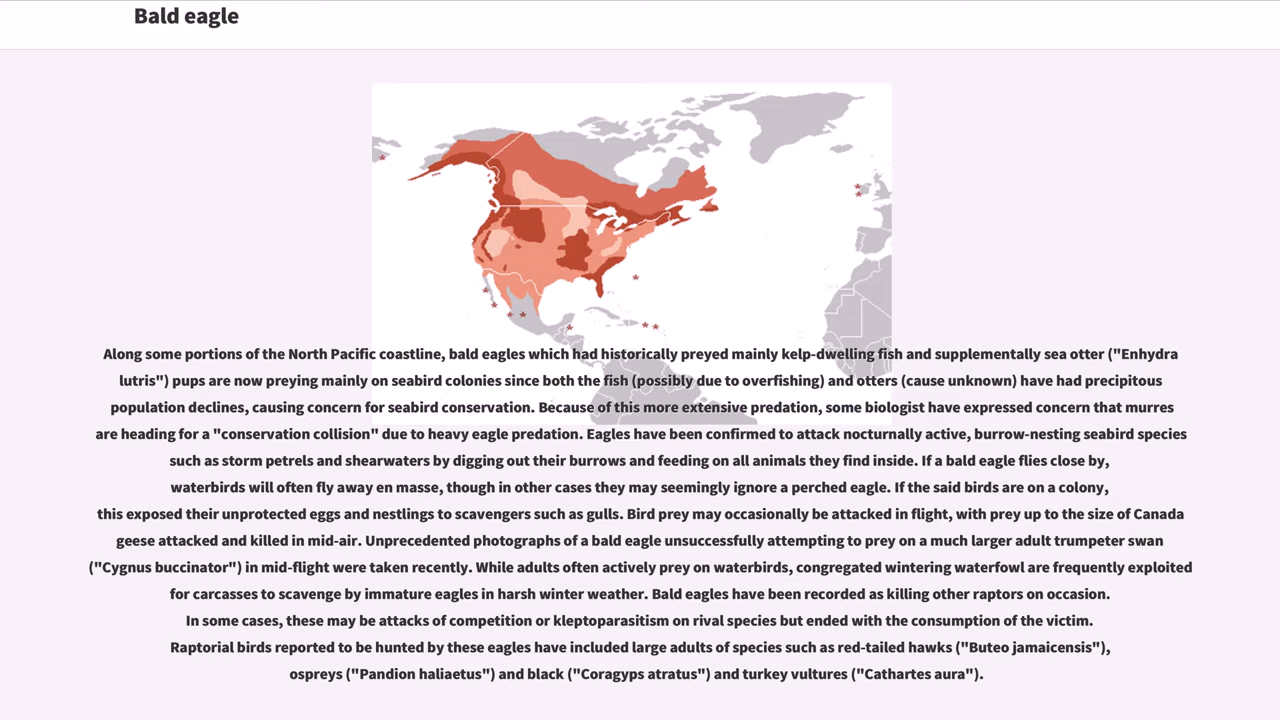 Bald eagle
Along some portions of the North Pacific coastline, bald eagles which had historically preyed mainly kelp-dwelling fish and supplementally sea otter ("Enhydra
lutris") pups are now preying mainly on seabird colonies since both the fish (possibly due to overfishing) and otters (cause unknown) have had precipitous
population declines, causing concern for seabird conservation. Because of this more extensive predation, some biologist have expressed concern that murres
are heading for a "conservation collision" due to heavy eagle predation. Eagles have been confirmed to attack nocturnally active, burrow-nesting seabird species
such as storm petrels and shearwaters by digging out their burrows and feeding on all animals they find inside. If a bald eagle flies close by,
waterbirds will often fly away en masse, though in other cases they may seemingly ignore a perched eagle. If the said birds are on a colony,
this exposed their unprotected eggs and nestlings to scavengers such as gulls. Bird prey may occasionally be attacked in flight, with prey up to the size of Canada
geese attacked and killed in mid-air. Unprecedented photographs of a bald eagle unsuccessfully attempting to prey on a much larger adult trumpeter swan
("Cygnus buccinator") in mid-flight were taken recently. While adults often actively prey on waterbirds, congregated wintering waterfowl are frequently exploited
for carcasses to scavenge by immature eagles in harsh winter weather. Bald eagles have been recorded as killing other raptors on occasion.
In some cases, these may be attacks of competition or kleptoparasitism on rival species but ended with the consumption of the victim.
Raptorial birds reported to be hunted by these eagles have included large adults of species such as red-tailed hawks ("Buteo jamaicensis"),
ospreys ("Pandion haliaetus") and black ("Coragyps atratus") and turkey vultures ("Cathartes aura").